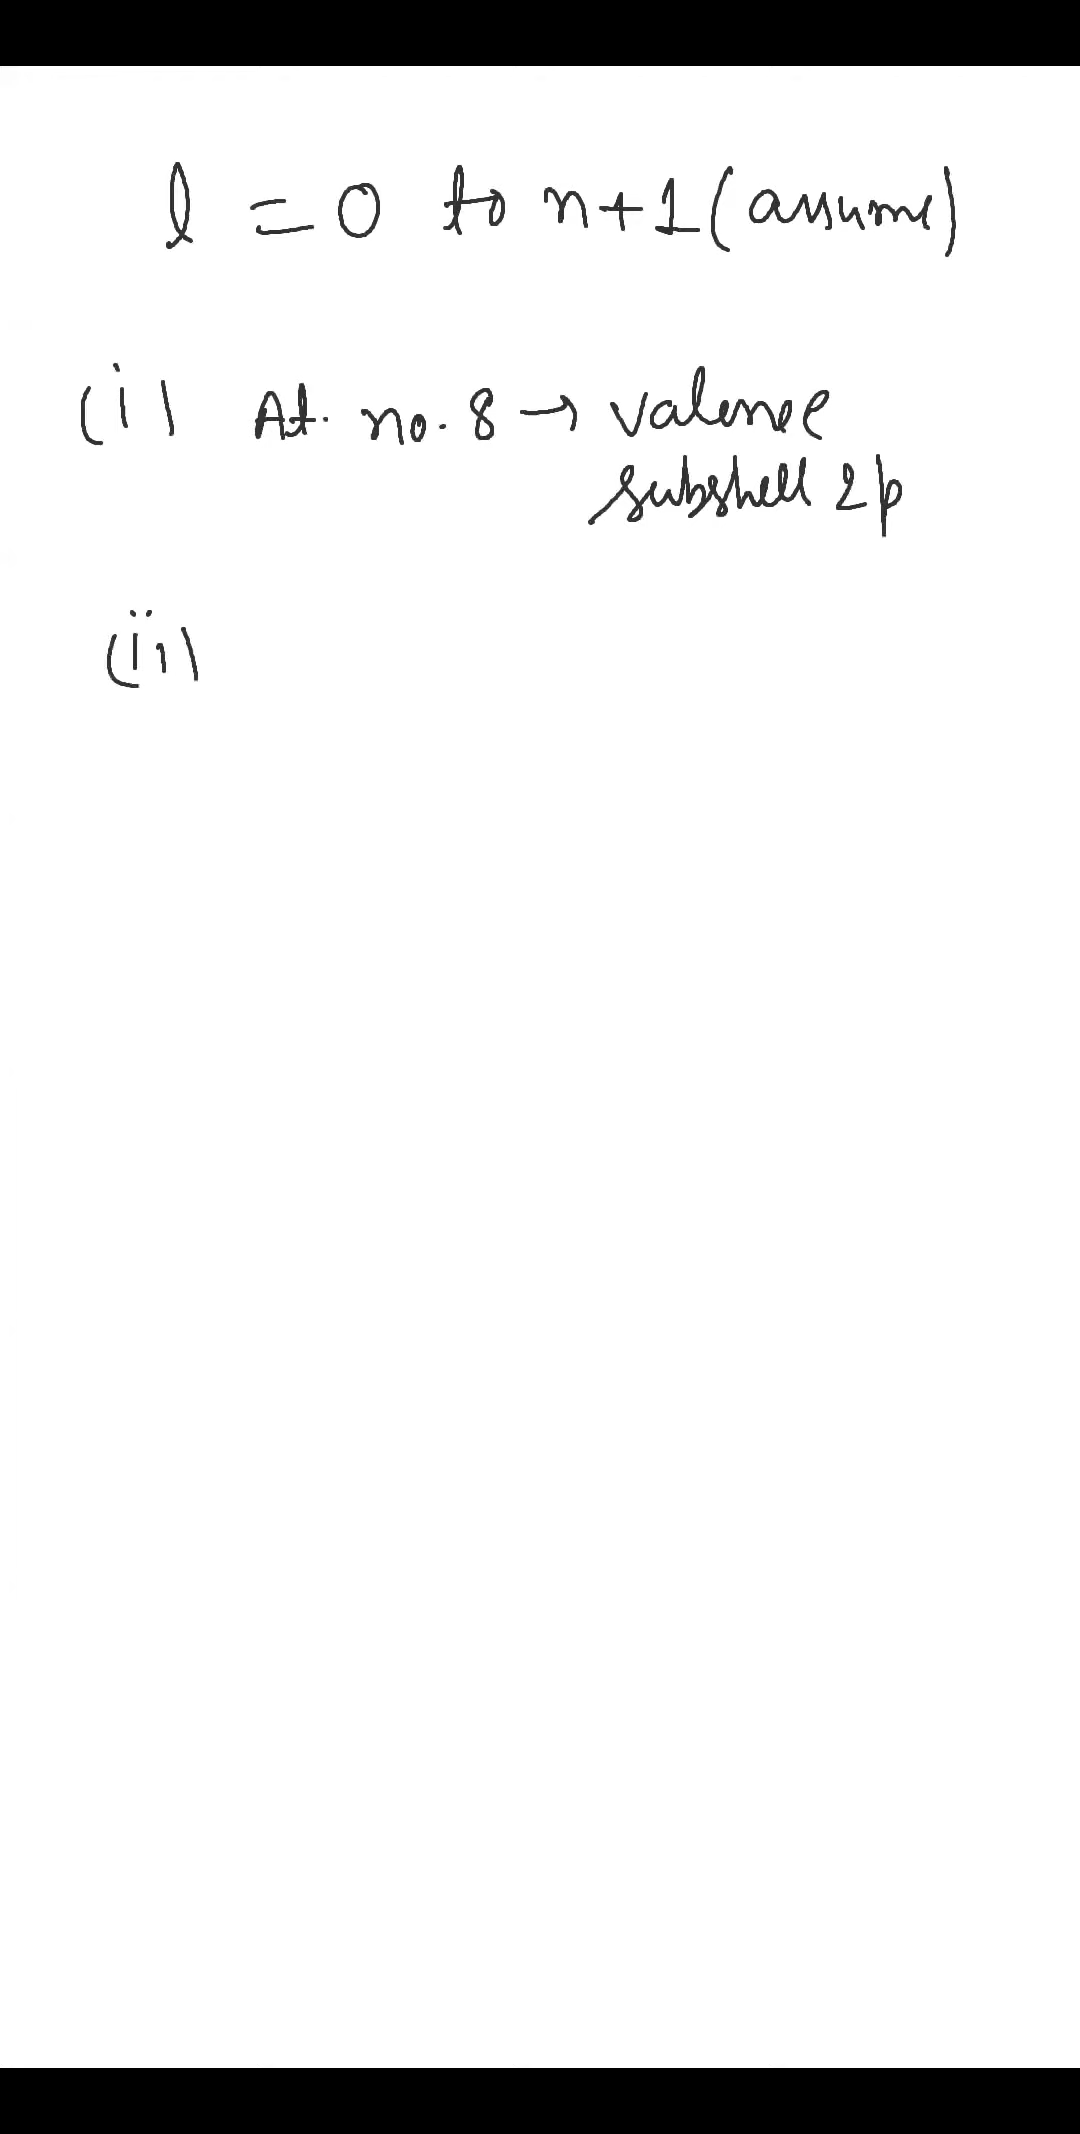 l = 0 to n+1 (assume)
(i) At. no. 8 → valence
subshell 2p
(ii)